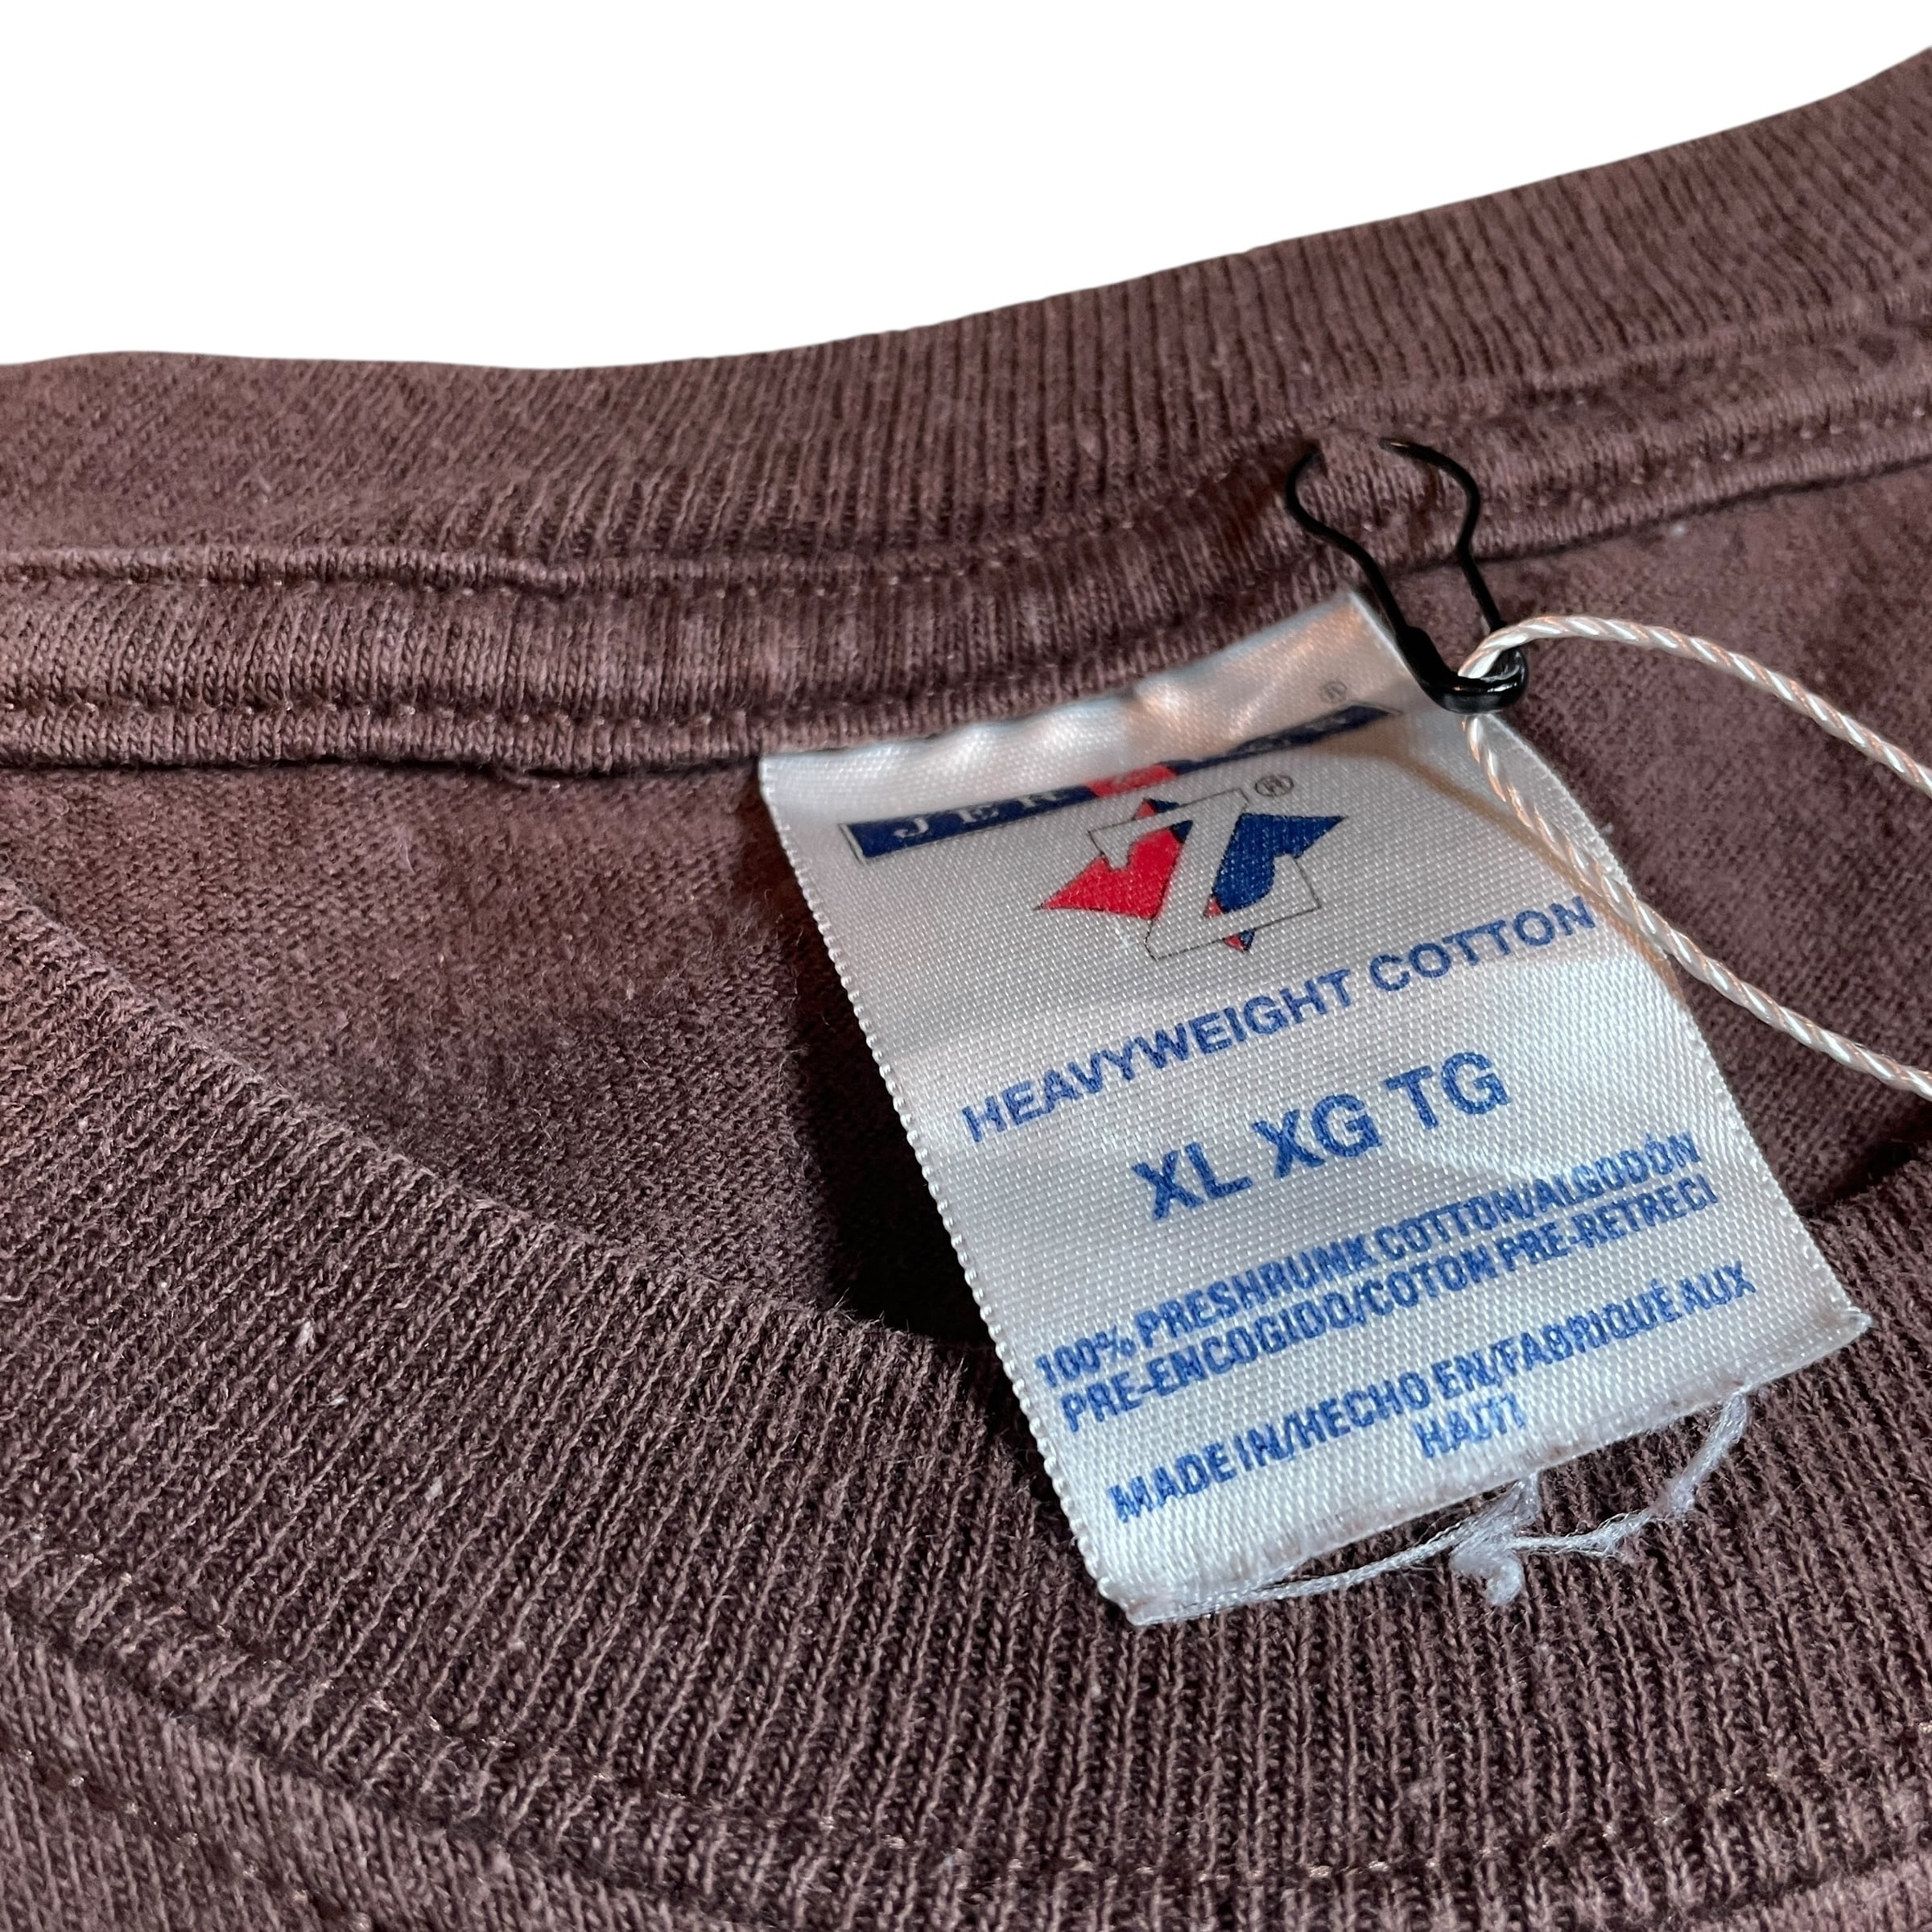 JERZEES®
Z®
HEAVYWEIGHT COTTON
XL XG TG
100% PRESHRUNK COTTON/ALGODÓN
PRE-ENCOGIDO/COTON PRE-RETRECI
MADE IN/HECHO EN/FABRIQUÉ AUX
HAITI